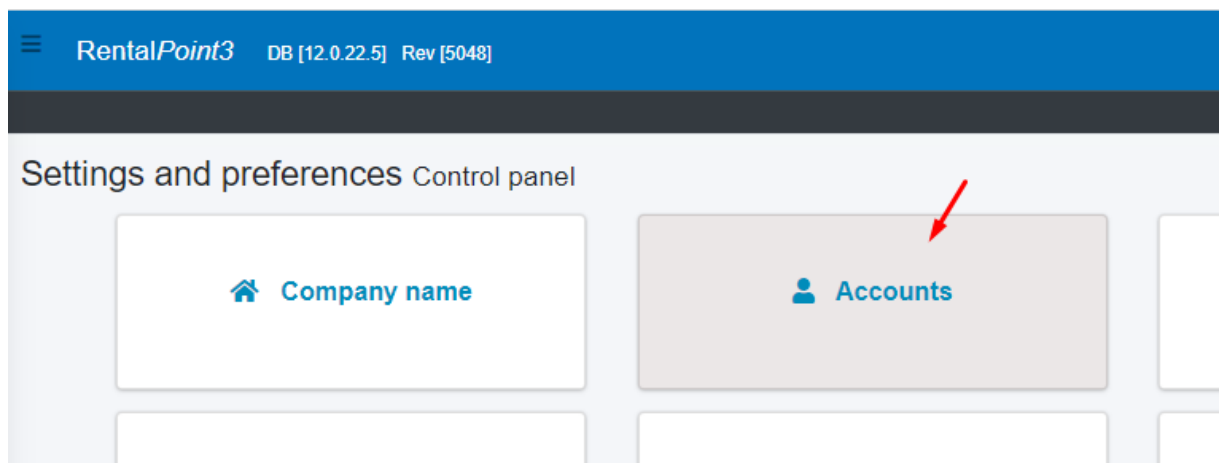 RentalPoint3 DB [12.0.22.5] Rev [5048]
Settings and preferences Control panel
Company name
Accounts